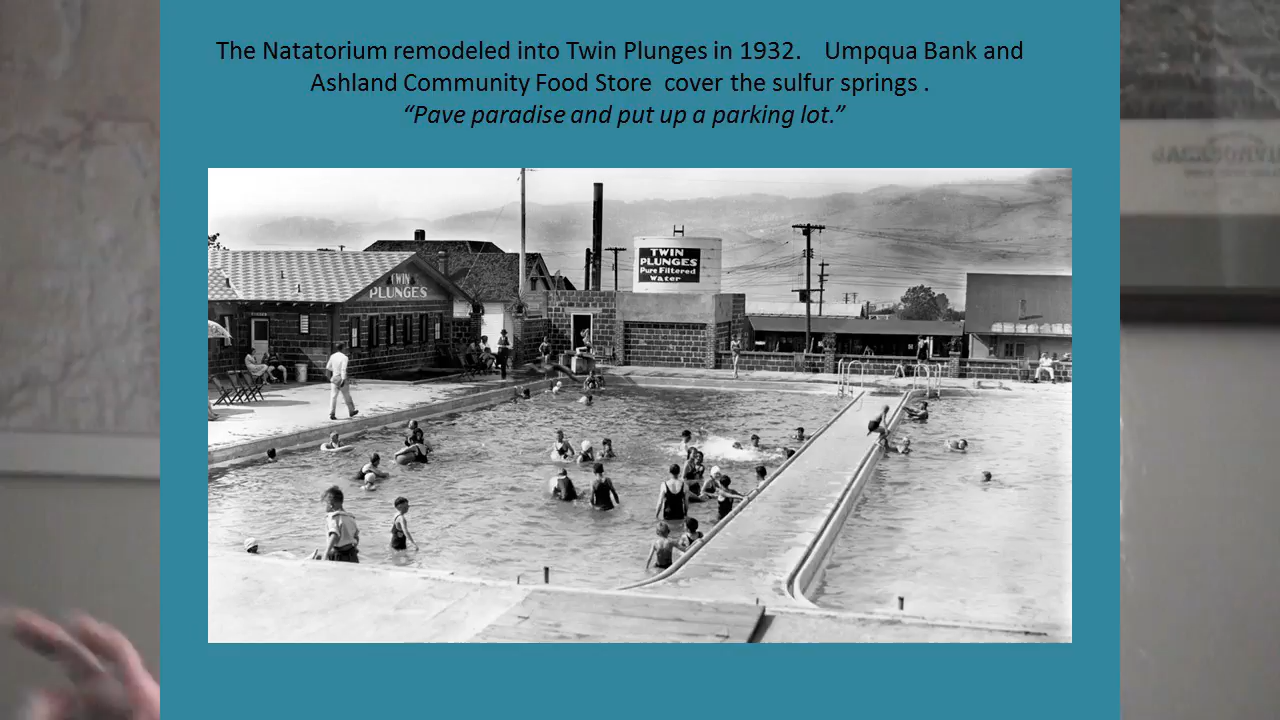 The Natatorium remodeled into Twin Plunges in 1932. Umpqua Bank and
Ashland Community Food Store cover the sulfur springs .
“Pave paradise and put up a parking lot.”
TWIN
PLUNGES
Pure Filtered
Water
TWIN
PLUNGES